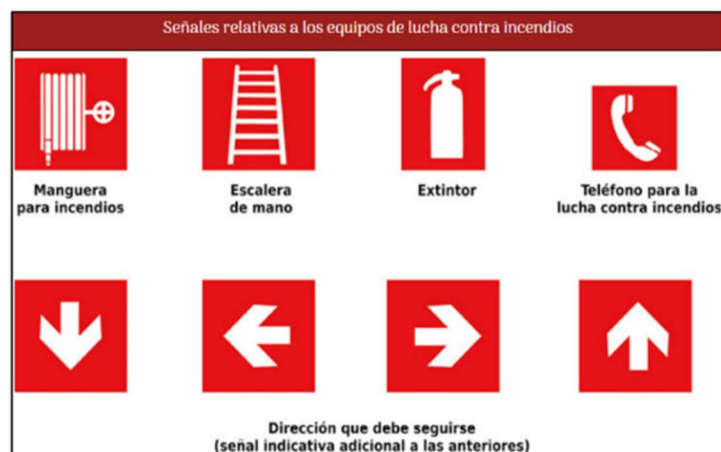 Señales relativas a los equipos de lucha contra incendios
Manguera
para incendios
Escalera
de mano
Extintor
Teléfono para la
lucha contra incendios
Dirección que debe seguirse
(señal indicativa adicional a las anteriores)